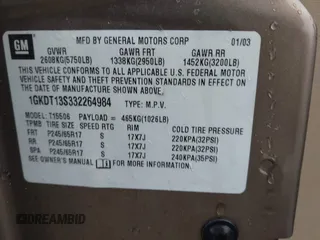 GM
MFD BY GENERAL MOTORS CORP 01/03
GVWR GAWR FRT GAWR RR
2608KG(5750LB) 1338KG(2950LB) 1452KG(3200LB)
THIS VEHICLE CONFORMS TO ALL APPLICABLE U.S. FEDERAL MOTOR
VEHICLE SAFETY AND THEFT PREVENTION STANDARDS IN EFFECT ON
THE DATE OF MANUFACTURE SHOWN ABOVE.
1GKDT13S332264984 TYPE: M.P.V.
MODEL: T15506 PAYLOAD = 465KG(1026LB)
TPMB TIRE SIZE SPEED RTG RIM COLD TIRE PRESSURE
FRT P245/65R17 S 17X7J 220KPA(32PSI)
RR P245/65R17 S 17X7J 220KPA(32PSI)
SPA P245/65R17 S 17X7J 240KPA(35PSI)
SEE OWNER'S MANUAL FOR MORE INFORMATION
© DREAMBID